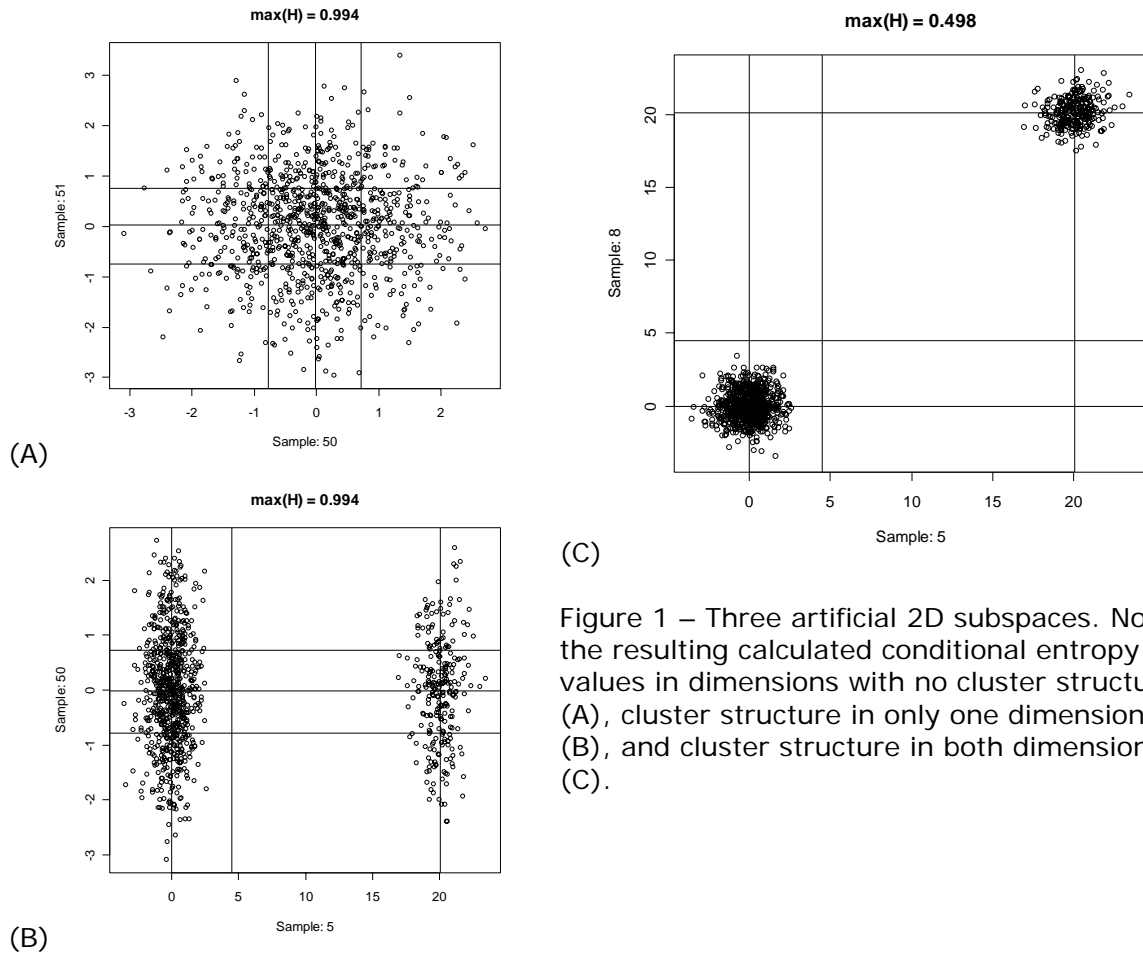 max(H) = 0.994
3
2
1
0
-1
-2
-3
Sample: 51
-3 -2 -1 0 1 2
Sample: 50
(A)
max(H) = 0.994
2
1
0
-1
-2
-3
Sample: 50
0 5 10 15 20
Sample: 5
(B)
max(H) = 0.498
20
15
10
5
0
Sample: 8
0 5 10 15 20
Sample: 5
(C)
Figure 1 – Three artificial 2D subspaces.
the resulting calculated conditional entropy
values in dimensions with no cluster
(A), cluster structure in only one dimension
(B), and cluster structure in both
(C).